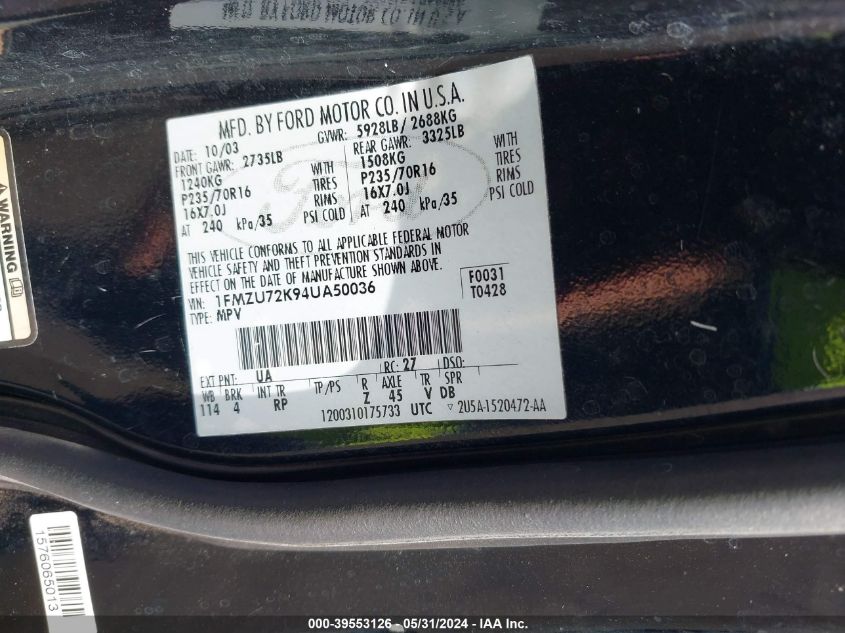 MFD. BY FORD MOTOR CO. IN U.S.A.
DATE: 10/03 GVWR: 5928LB/ 2688KG
FRONT GAWR: 2735LB REAR GAWR: 3325LB
1240KG WITH 1508KG WITH
P235/70R16 TIRES P235/70R16 TIRES
16X7.0J RIMS 16X7.0J RIMS
AT 240 kPa/35 PSI COLD AT 240 kPa/35 PSI COLD
THIS VEHICLE CONFORMS TO ALL APPLICABLE FEDERAL MOTOR
VEHICLE SAFETY AND THEFT PREVENTION STANDARDS IN
EFFECT ON THE DATE OF MANUFACTURE SHOWN ABOVE.
VIN: 1FMZU72K94UA50036 F0031
TYPE: MPV T0428
EXT PNT: UA RC: 27 DSO:
WB BRK INT TR TP/PS R AXLE TR SPR
114 4 RP Z 45 V DB
1200310175733 UTC ▽ 2U5A-1520472-AA
Ford
WARNING
1576065013
000-39553126 - 05/31/2024 - IAA Inc.